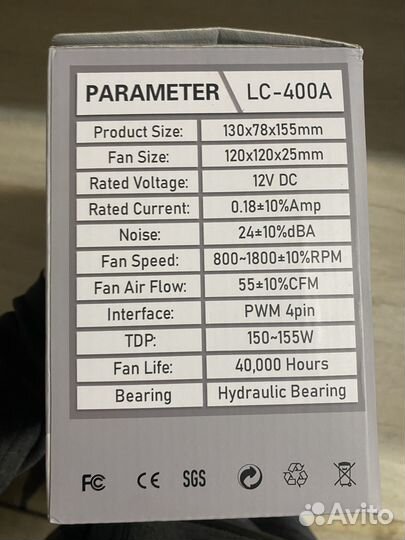 PARAMETER LC-400A
Product Size: 130x78x155mm
Fan Size: 120x120x25mm
Rated Voltage: 12V DC
Rated Current: 0.18±10%Amp
Noise: 24±10%dBA
Fan Speed: 800~1800±10%RPM
Fan Air Flow: 55±10%CFM
Interface: PWM 4pin
TDP: 150~155W
Fan Life: 40,000 Hours
Bearing Hydraulic Bearing
FC CE SGS
Avito